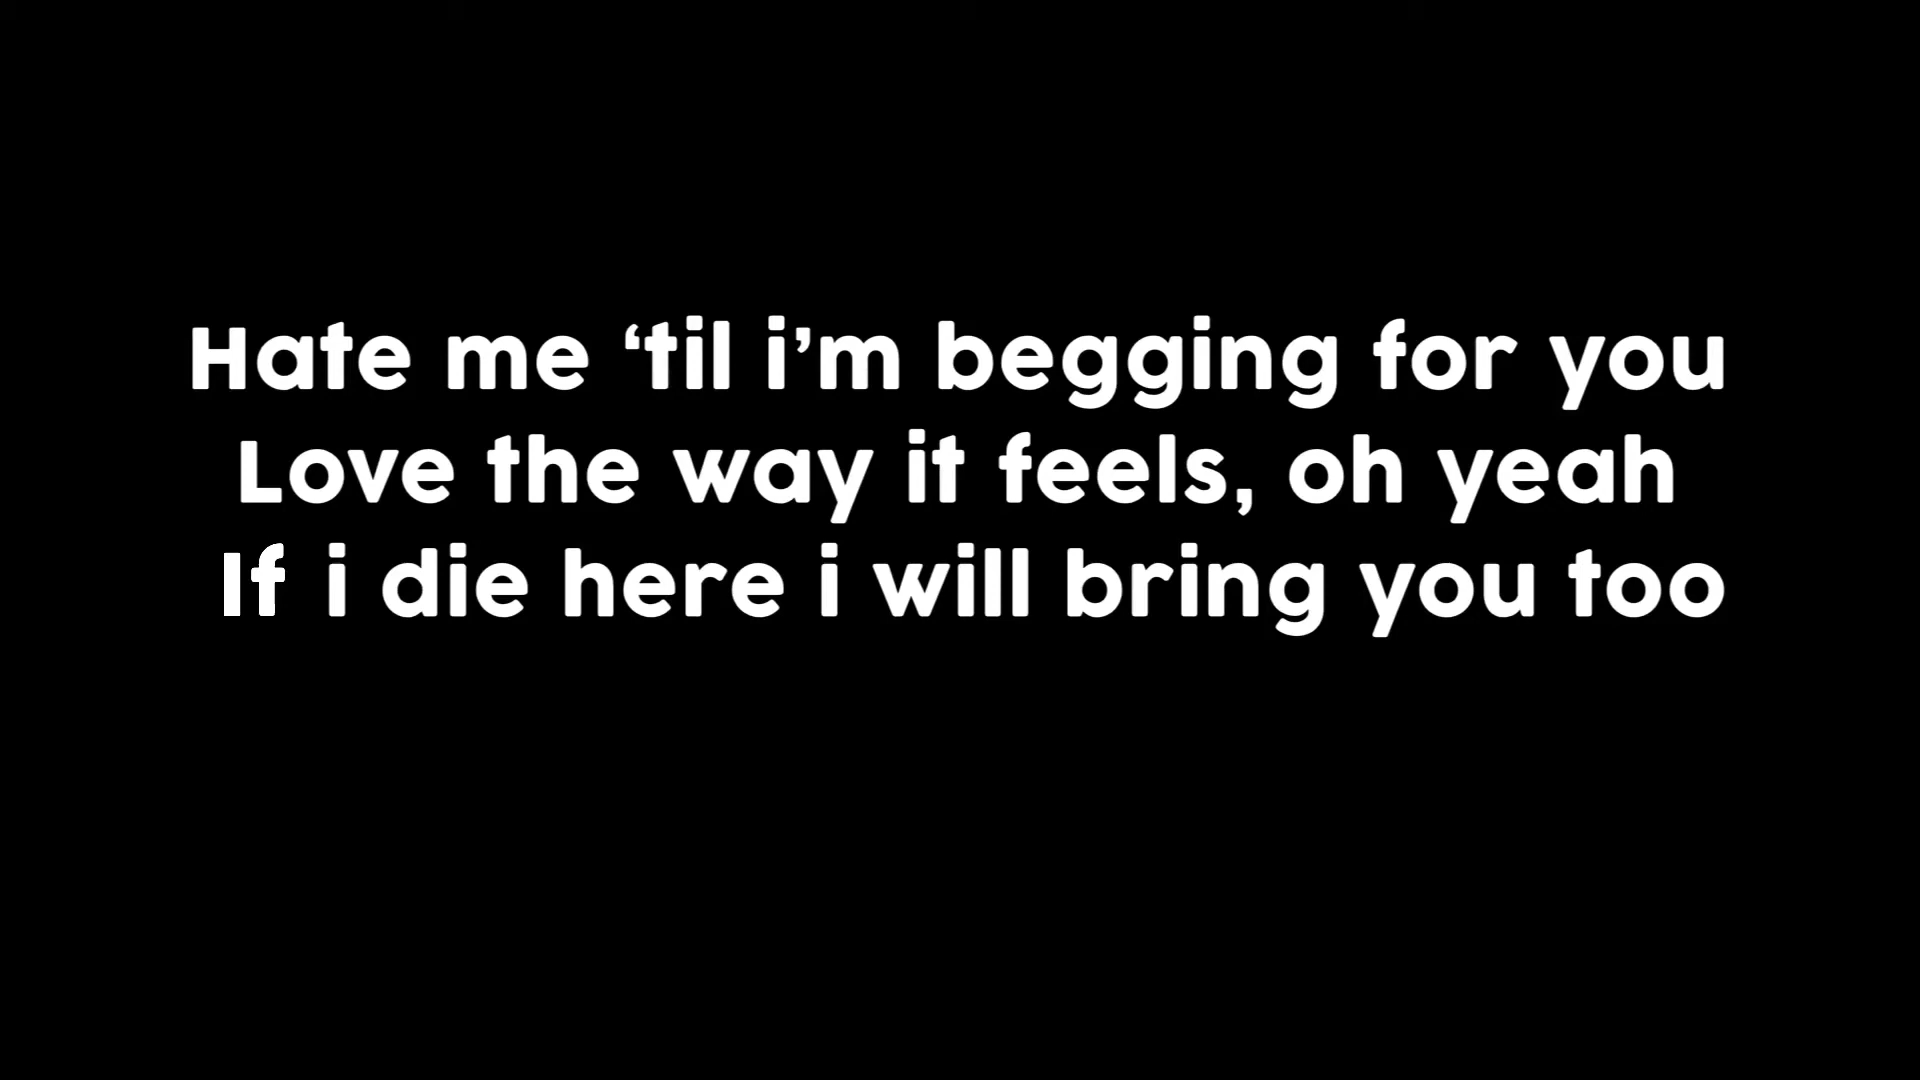 Hate me ‘til i’m begging for you
Love the way it feels, oh yeah
If i die here i will bring you too